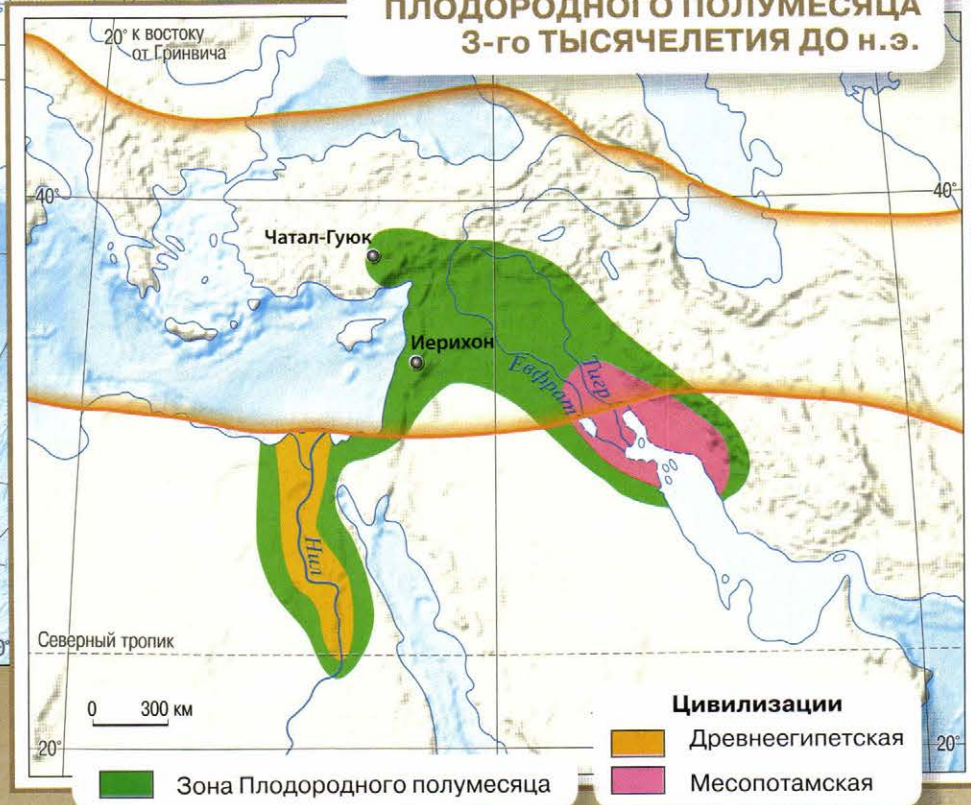 ПЛОДОРОДНОГО ПОЛУМЕСЯЦА
3-го ТЫСЯЧЕЛЕТИЯ ДО н.э.
20° к востоку
от Гринвича
40°
40°
Чатал-Гуюк
Иерихон
Евфрат
Тигр
Нил
Северный тропик
0 300 км
20°
20°
Зона Плодородного полумесяца
Цивилизации
Древнеегипетская
Месопотамская